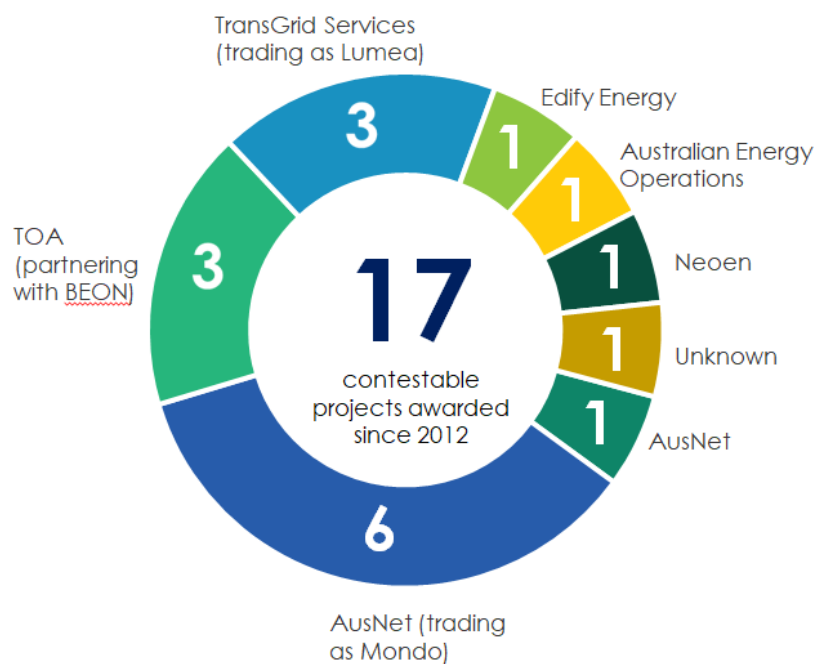 TransGrid Services
(trading as Lumea)
3
1
Edify Energy
1
Australian Energy
Operations
1
Neoen
1
Unknown
1
AusNet
6
AusNet (trading
as Mondo)
3
TOA
(partnering
with BEON)
17
contestable
projects awarded
since 2012